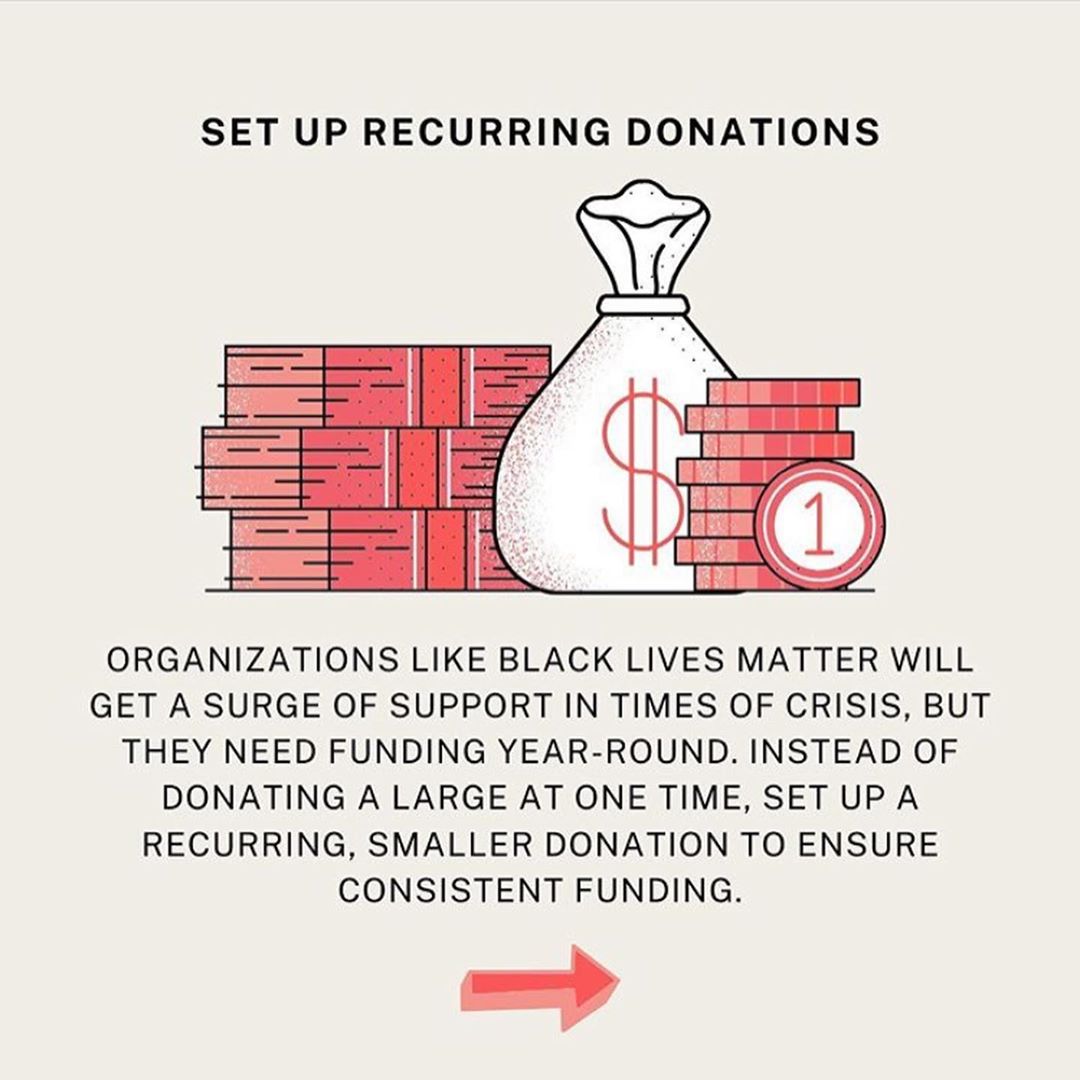 SET UP RECURRING DONATIONS
$
1
ORGANIZATIONS LIKE BLACK LIVES MATTER WILL
GET A SURGE OF SUPPORT IN TIMES OF CRISIS, BUT
THEY NEED FUNDING YEAR-ROUND. INSTEAD OF
DONATING A LARGE AT ONE TIME, SET UP A
RECURRING, SMALLER DONATION TO ENSURE
CONSISTENT FUNDING.